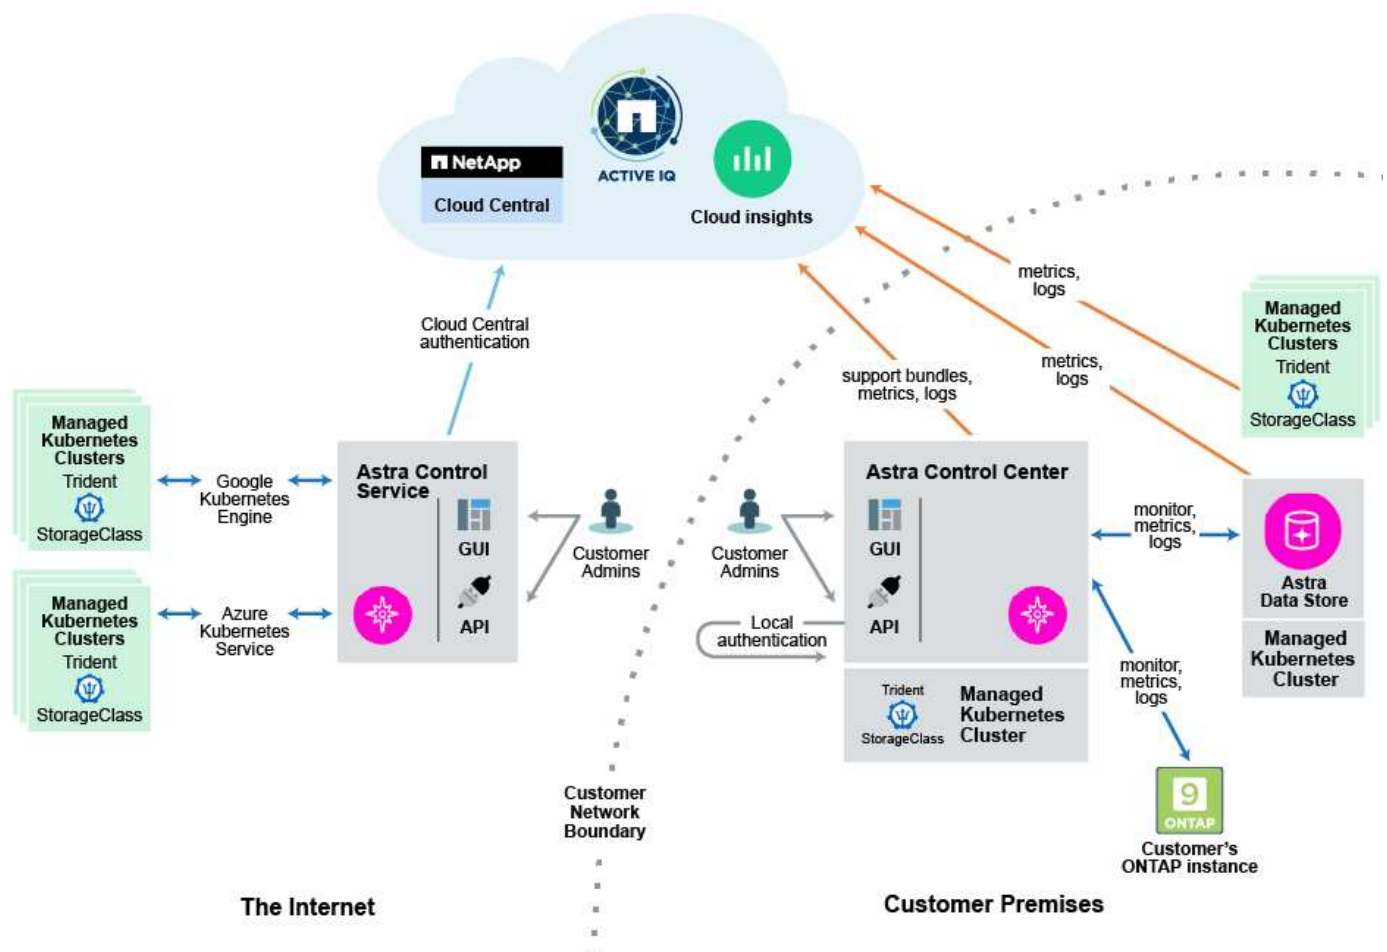 NetApp
Cloud Central
ACTIVE IQ
Cloud insights
Cloud Central
authentication
metrics,
logs
metrics,
logs
support bundles,
metrics, logs
Managed
Kubernetes
Clusters
Trident
StorageClass
Managed
Kubernetes
Clusters
Trident
StorageClass
Google
Kubernetes
Engine
Managed
Kubernetes
Clusters
Trident
StorageClass
Azure
Kubernetes
Service
Astra Control
Service
GUI
API
Customer
Admins
Customer
Admins
Local
authentication
Astra Control Center
GUI
API
Trident
StorageClass
Managed
Kubernetes
Cluster
monitor,
metrics,
logs
Astra
Data Store
Managed
Kubernetes
Cluster
monitor,
metrics,
logs
9
ONTAP
Customer's
ONTAP instance
Customer
Network
Boundary
The Internet
Customer Premises